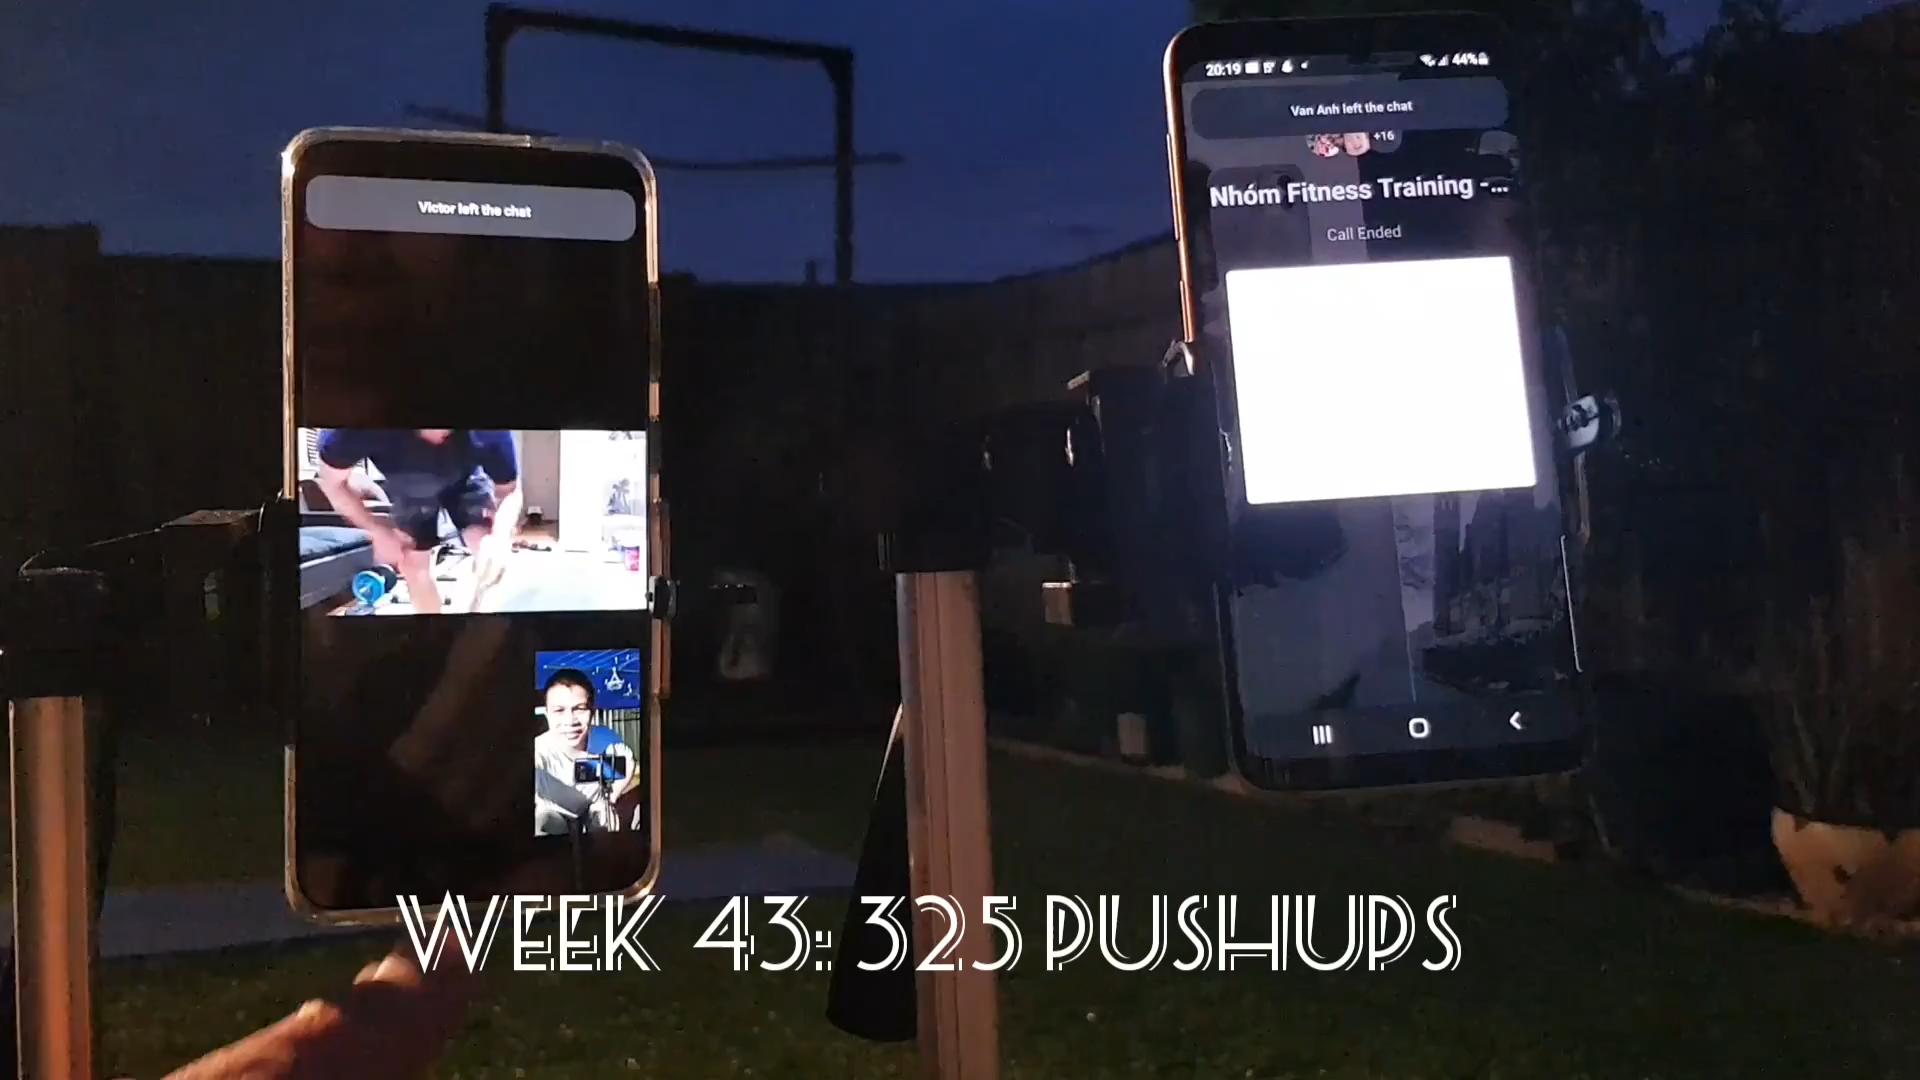 20:19
44%
Van Anh left the chat
+16
Nhóm Fitness Training -...
Call Ended
Victor left the chat
WEEK 43: 325 PUSHUPS